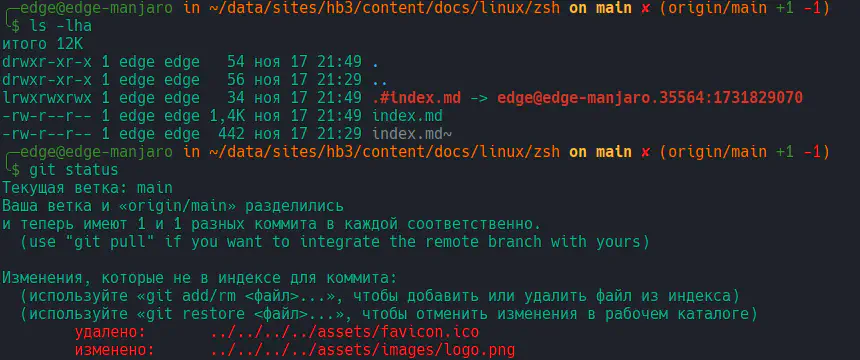 ╭─edge@edge-manjaro in ~/data/sites/hb3/content/docs/linux/zsh on main ✘ (origin/main +1 -1)
╰$ ls -lha
итого 12K
drwxr-xr-x 1 edge edge   54 ноя 17 21:49 .
drwxr-xr-x 1 edge edge   56 ноя 17 21:29 ..
lrwxrwxrwx 1 edge edge   34 ноя 17 21:49 .#index.md -> edge@edge-manjaro.35564:1731829070
-rw-r--r-- 1 edge edge 1,4K ноя 17 21:49 index.md
-rw-r--r-- 1 edge edge  442 ноя 17 21:29 index.md~
╭─edge@edge-manjaro in ~/data/sites/hb3/content/docs/linux/zsh on main ✘ (origin/main +1 -1)
╰$ git status
Текущая ветка: main
Ваша ветка и «origin/main» разделились
и теперь имеют 1 и 1 разных коммита в каждой соответственно.
  (use "git pull" if you want to integrate the remote branch with yours)
Изменения, которые не в индексе для коммита:
  (используйте «git add/rm <файл>...», чтобы добавить или удалить файл из индекса)
  (используйте «git restore <файл>...», чтобы отменить изменения в рабочем каталоге)
        удалено:       ../../../../assets/favicon.ico
        изменено:      ../../../../assets/images/logo.png